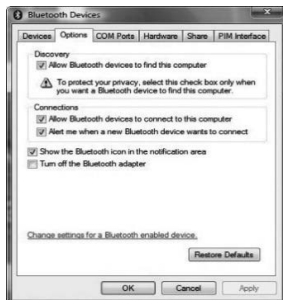 Bluetooth Devices
Devices Options COM Ports Hardware Share PIM Interface
Discovery
Allow Bluetooth devices to find this computer
To protect your privacy, select this check box only when
you want a Bluetooth device to find this computer.
Connections
Allow Bluetooth devices to connect to this computer
Alert me when a new Bluetooth device wants to connect
Show the Bluetooth icon in the notification area
Turn off the Bluetooth adapter
Change settings for a Bluetooth enabled device.
Restore Defaults
OK Cancel Apply